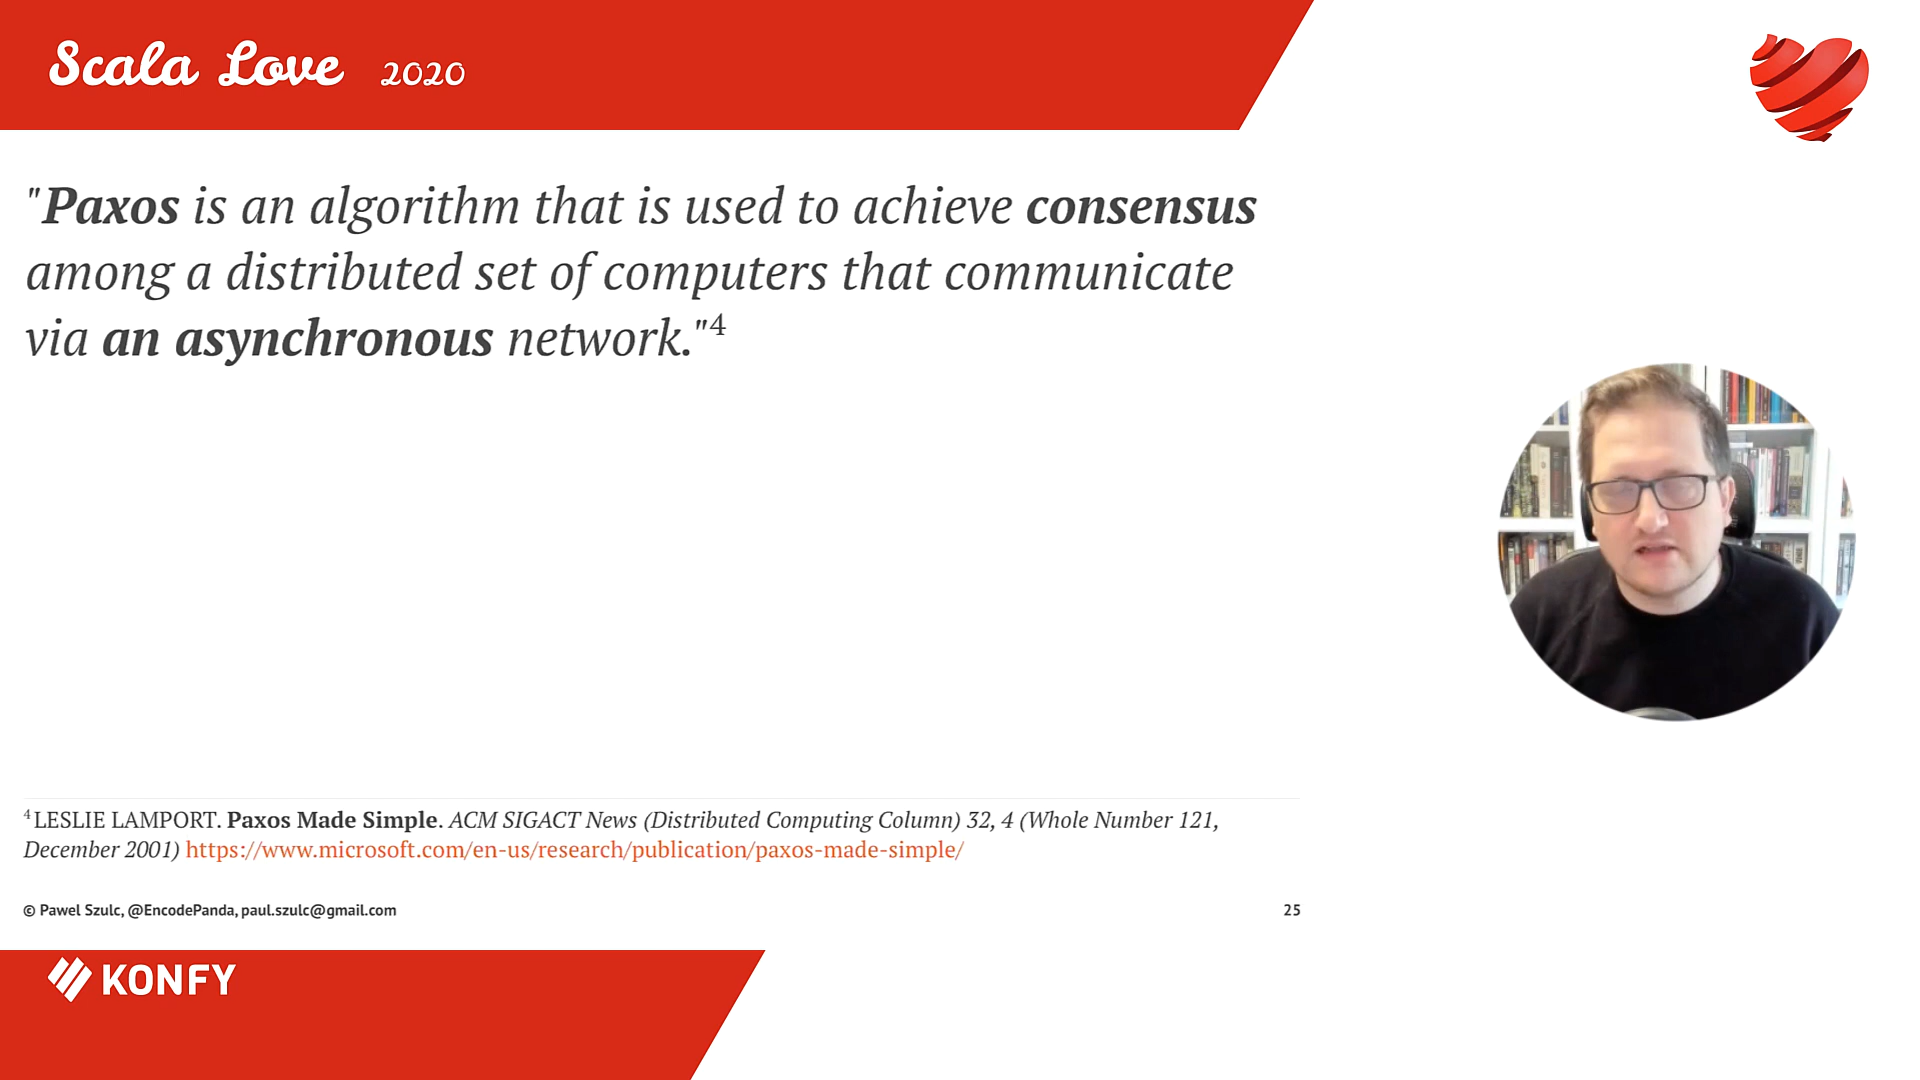 Scala Love 2020
"Paxos is an algorithm that is used to achieve consensus
among a distributed set of computers that communicate
via an asynchronous network."4
4 LESLIE LAMPORT. Paxos Made Simple. ACM SIGACT News (Distributed Computing Column) 32, 4 (Whole Number 121,
December 2001) https://www.microsoft.com/en-us/research/publication/paxos-made-simple/
© Pawel Szulc, @EncodePanda, paul.szulc@gmail.com 25
KONFY